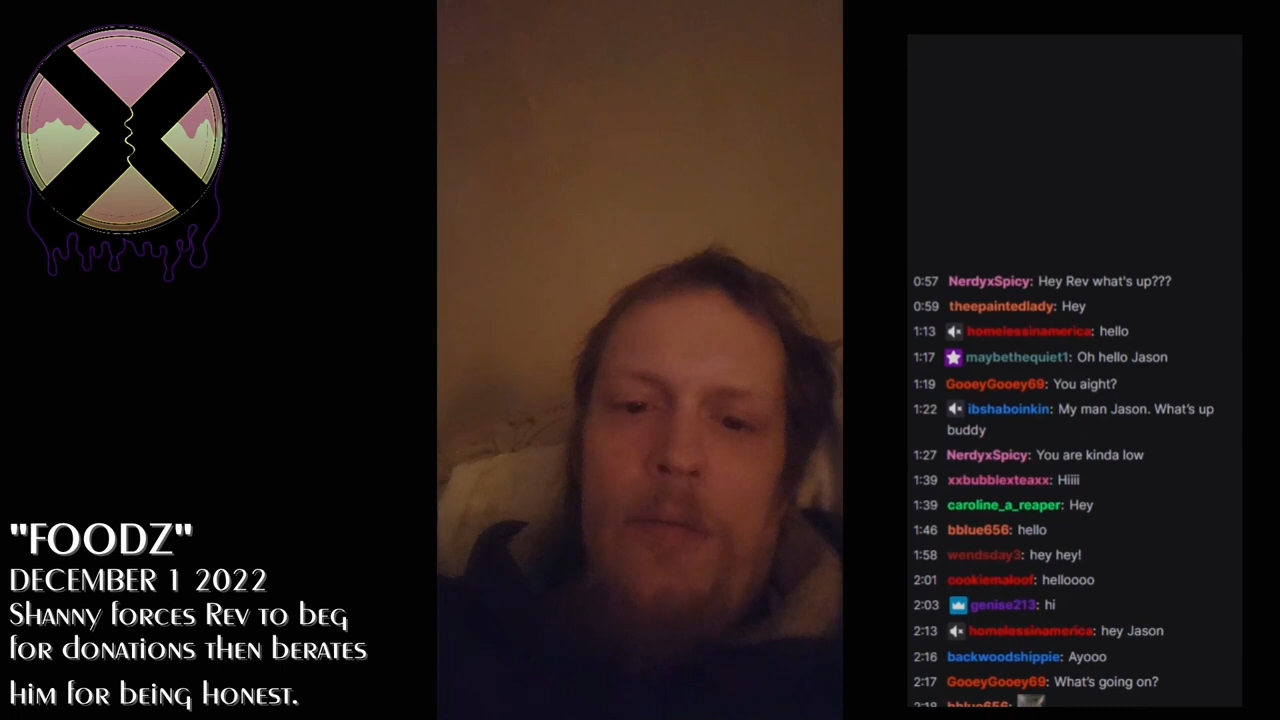 "FOODZ"
DECEMBER 1 2022
Shanny forces Rev to beg
for donations then berates
him for being honest.
0:57 NerdyxSpicy: Hey Rev what's up???
0:59 theepaintedlady: Hey
1:13 homelessinamerica: hello
1:17 maybethequiet1: Oh hello Jason
1:19 GooeyGooey69: You aight?
1:22 ibshaboinkin: My man Jason. What's up
buddy
1:27 NerdyxSpicy: You are kinda low
1:39 xxbubblexteaxx: Hiiii
1:39 caroline_a_reaper: Hey
1:46 bblue656: hello
1:58 wendsday3: hey hey!
2:01 cookiemaloof: helloooo
2:03 genise213: hi
2:13 homelessinamerica: hey Jason
2:16 backwoodshippie: Ayooo
2:17 GooeyGooey69: What's going on?
2:18 bblue656: